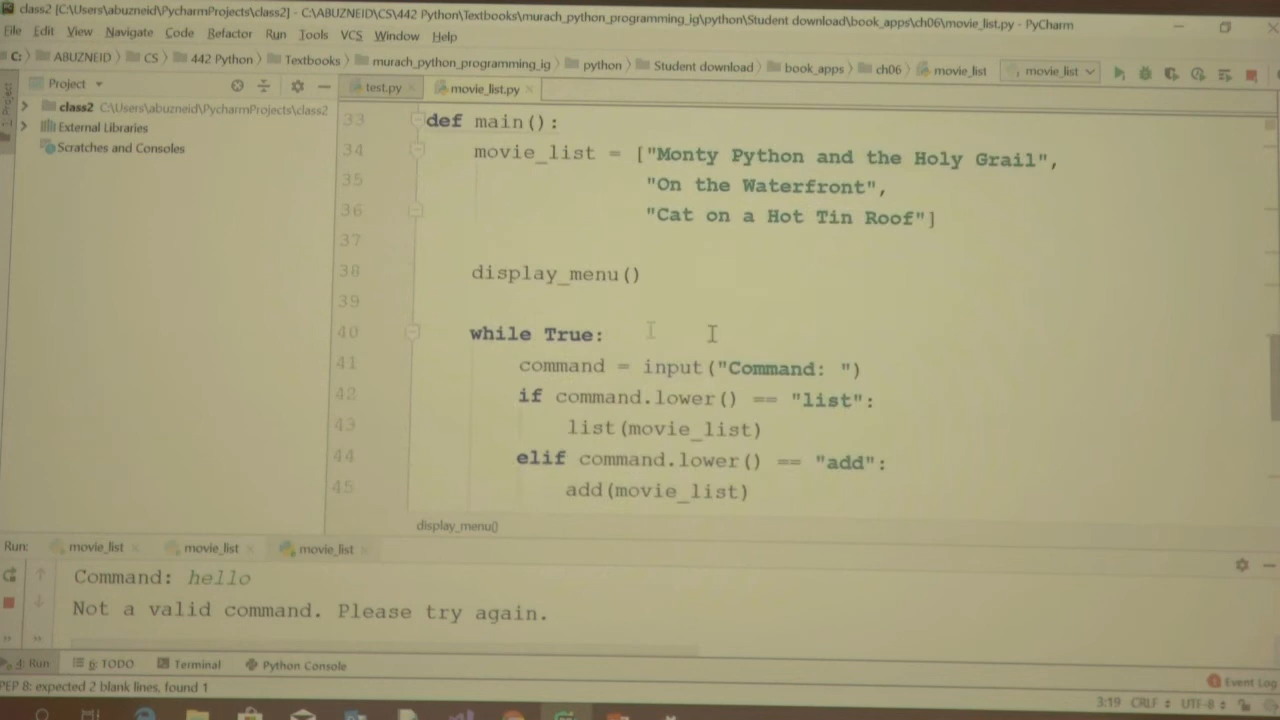 class2 [C:\Users\abuzneid\PycharmProjects\class2] - C:\ABUZNEID\CS\442 Python\Textbooks\murach_python_programming_ig\python\Student download\book_apps\ch06\movie_list.py - PyCharm
File Edit View Navigate Code Refactor Run Tools VCS Window Help
C: ABUZNEID CS 442 Python Textbooks murach_python_programming_ig python Student download book_apps ch06 movie_list movie_list
Project test.py movie_list.py
class2 C:\Users\abuzneid\PycharmProjects\class2
External Libraries
Scratches and Consoles
33 def main():
34 movie_list = ["Monty Python and the Holy Grail",
35 "On the Waterfront",
36 "Cat on a Hot Tin Roof"]
37
38 display_menu()
39
40 while True:
41 command = input("Command: ")
42 if command.lower() == "list":
43 list(movie_list)
44 elif command.lower() == "add":
45 add(movie_list)
display_menu()
Run: movie_list movie_list movie_list
Command: hello
Not a valid command. Please try again.
4: Run 6: TODO Terminal Python Console
Event Log
PEP 8: expected 2 blank lines, found 1
3:19 CRLF UTF-8